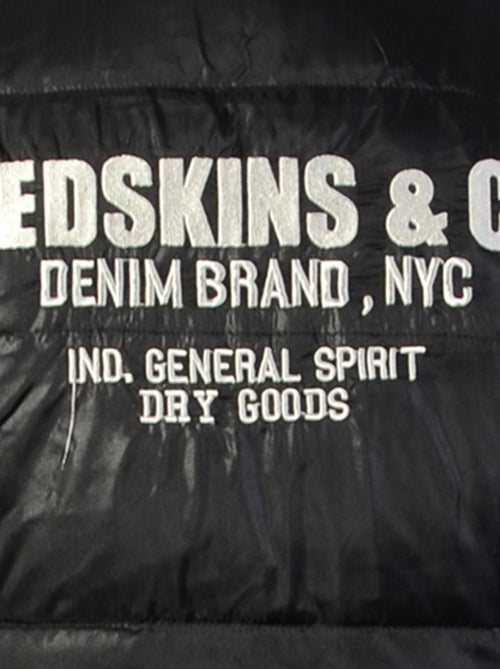 EDSKINS & C
DENIM BRAND, NYC
IND. GENERAL SPIRIT
DRY GOODS